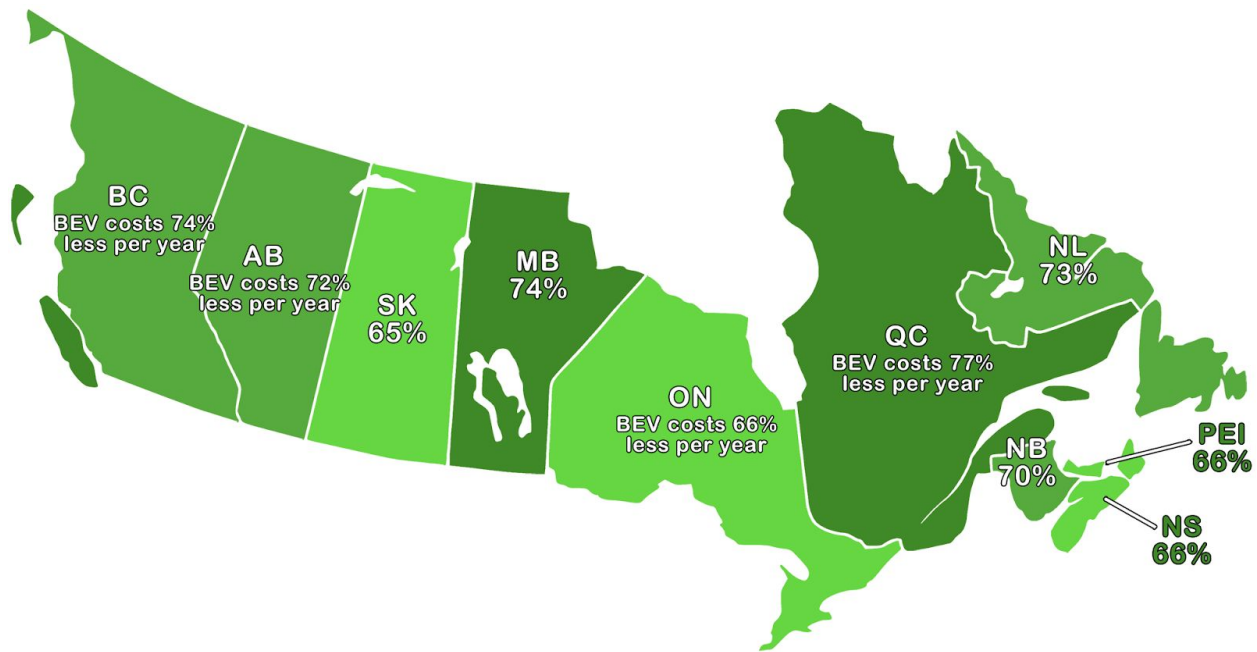 BC
BEV costs 74%
less per year
AB
BEV costs 72%
less per year
SK
65%
MB
74%
ON
BEV costs 66%
less per year
QC
BEV costs 77%
less per year
NL
73%
NB
70%
PEI
66%
NS
66%